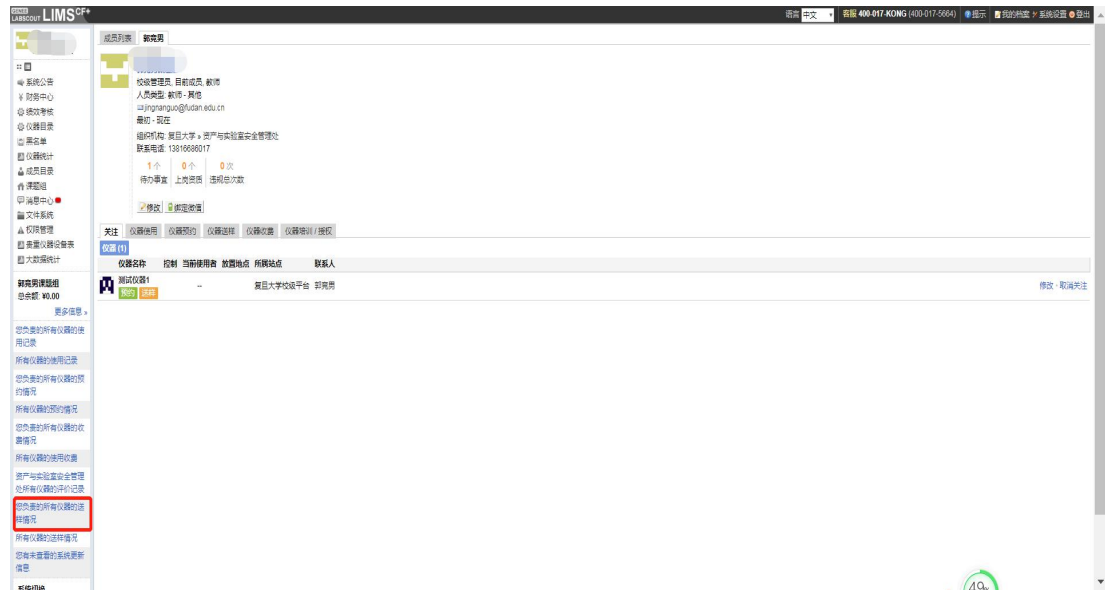 GENEE
LABSCOUT LIMS CF+
语言 中文 客服 400-017-KONG (400-017-5664) 提示 我的档案 系统设置 登出
系统公告
¥ 财务中心
绩效考核
仪器目录
黑名单
仪器统计
成员目录
课题组
消息中心
文件系统
权限管理
贵重仪器设备表
大数据统计
郭竞男课题组
总余额: ¥0.00
更多信息 »
您负责的所有仪器的使
用记录
所有仪器的使用记录
您负责的所有仪器的预
约情况
所有仪器的预约情况
您负责的所有仪器的收
费情况
所有仪器的使用收费
资产与实验室安全管理
处所有仪器的评价记录
您负责的所有仪器的送
样情况
所有仪器的送样情况
您有未查看的系统更新
信息
系统切换
成员列表 郭竞男
校级管理员, 目前成员, 教师
人员类型: 教师 - 其他
jingnanguo@fudan.edu.cn
最初 - 现在
组织机构: 复旦大学 » 资产与实验室安全管理处
联系电话: 13816686017
1 个 0 个 0 次
待办事宜 上岗资质 违规总次数
修改 绑定微信
关注 仪器使用 仪器预约 仪器送样 仪器收费 仪器培训 / 授权
仪器 (1)
仪器名称 控制 当前使用者 放置地点 所属站点 联系人
测试仪器1
预约 送样
-- 复旦大学校级平台 郭竞男 修改 · 取消关注
49%